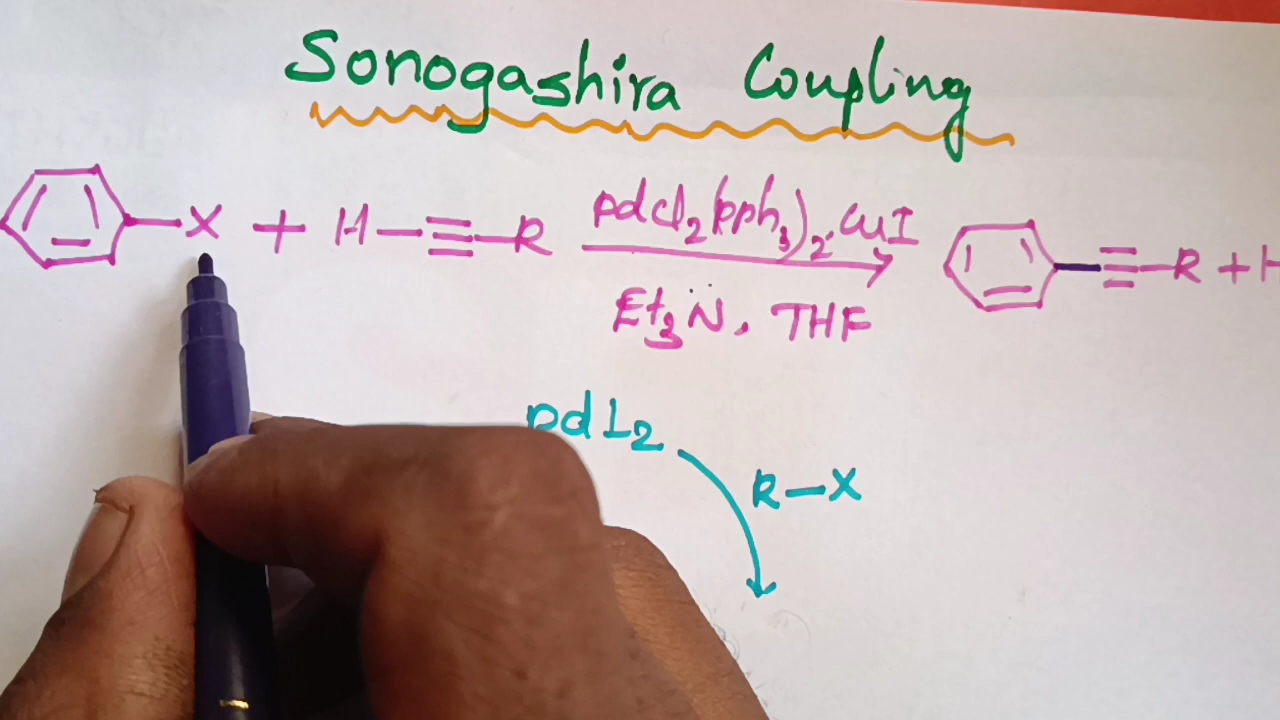 Sonogashira Coupling
X + H—≡—R pdCl₂(pph₃)₂, CuI ≡—R + H
Et₃N̈, THF
pdL₂
R—X